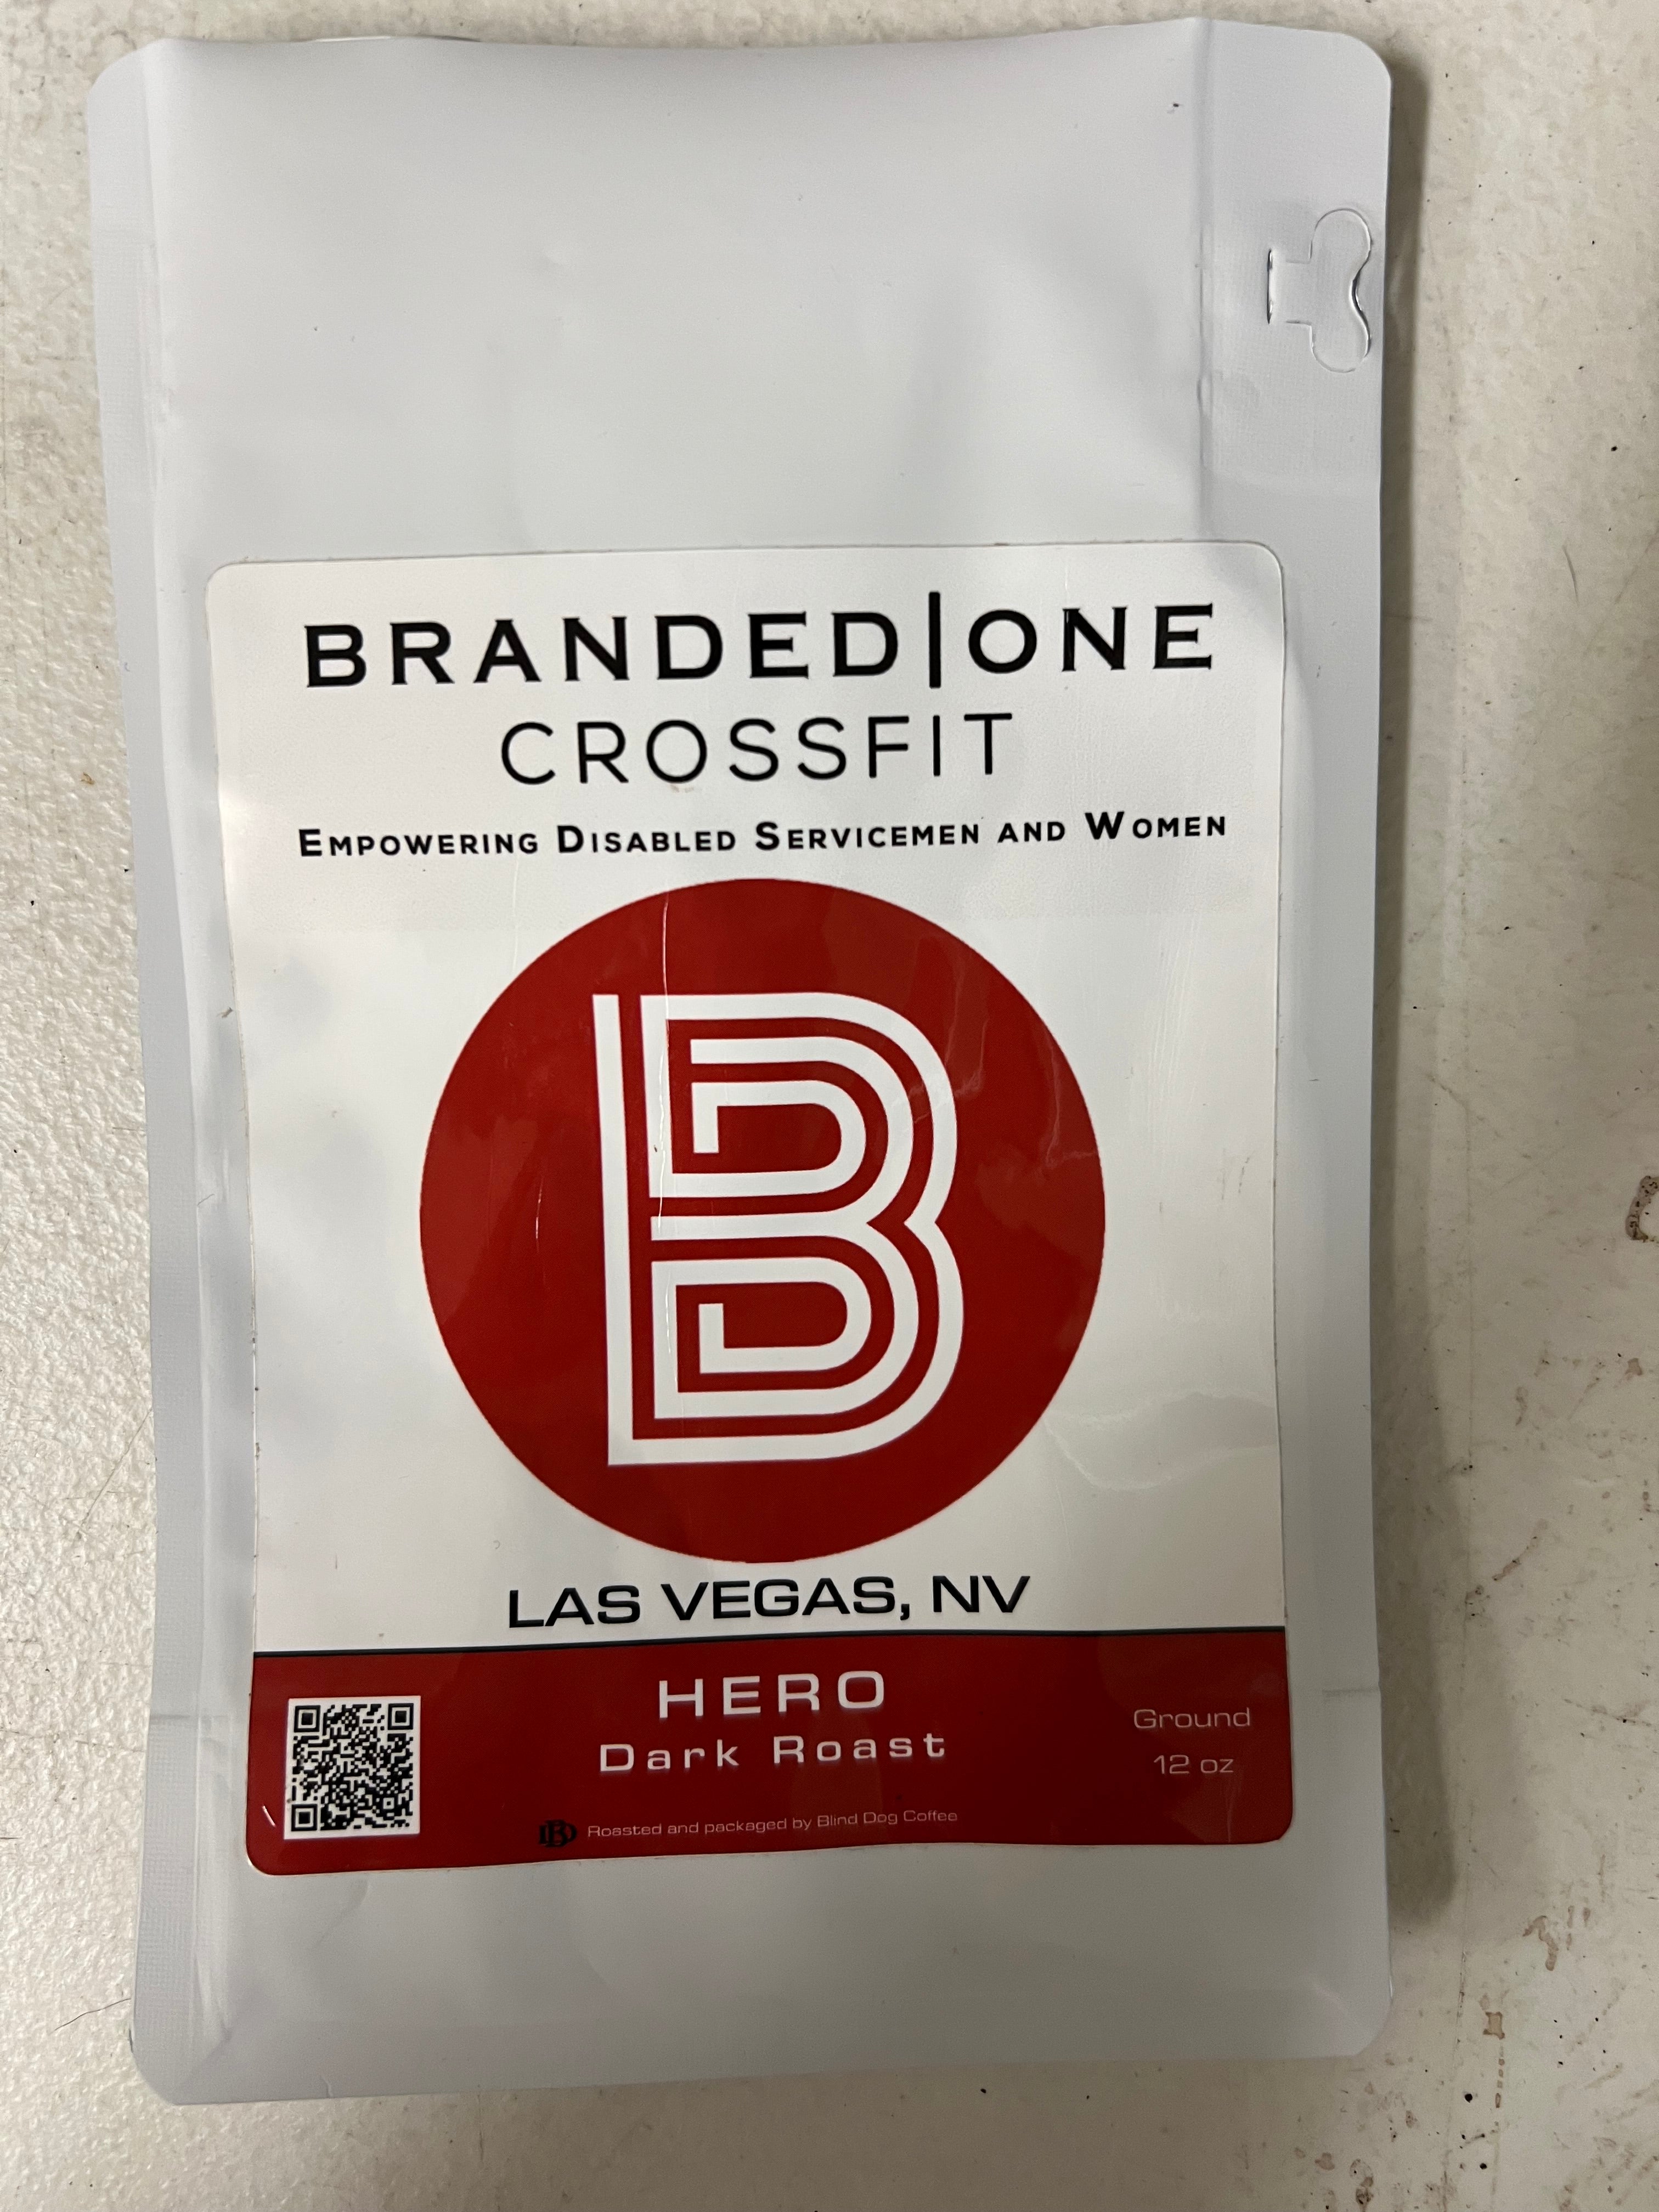 BRANDED|ONE
CROSSFIT
EMPOWERING DISABLED SERVICEMEN AND WOMEN
B
LAS VEGAS, NV
HERO
Dark Roast
Ground
12 oz
BD Roasted and packaged by Blind Dog Coffee